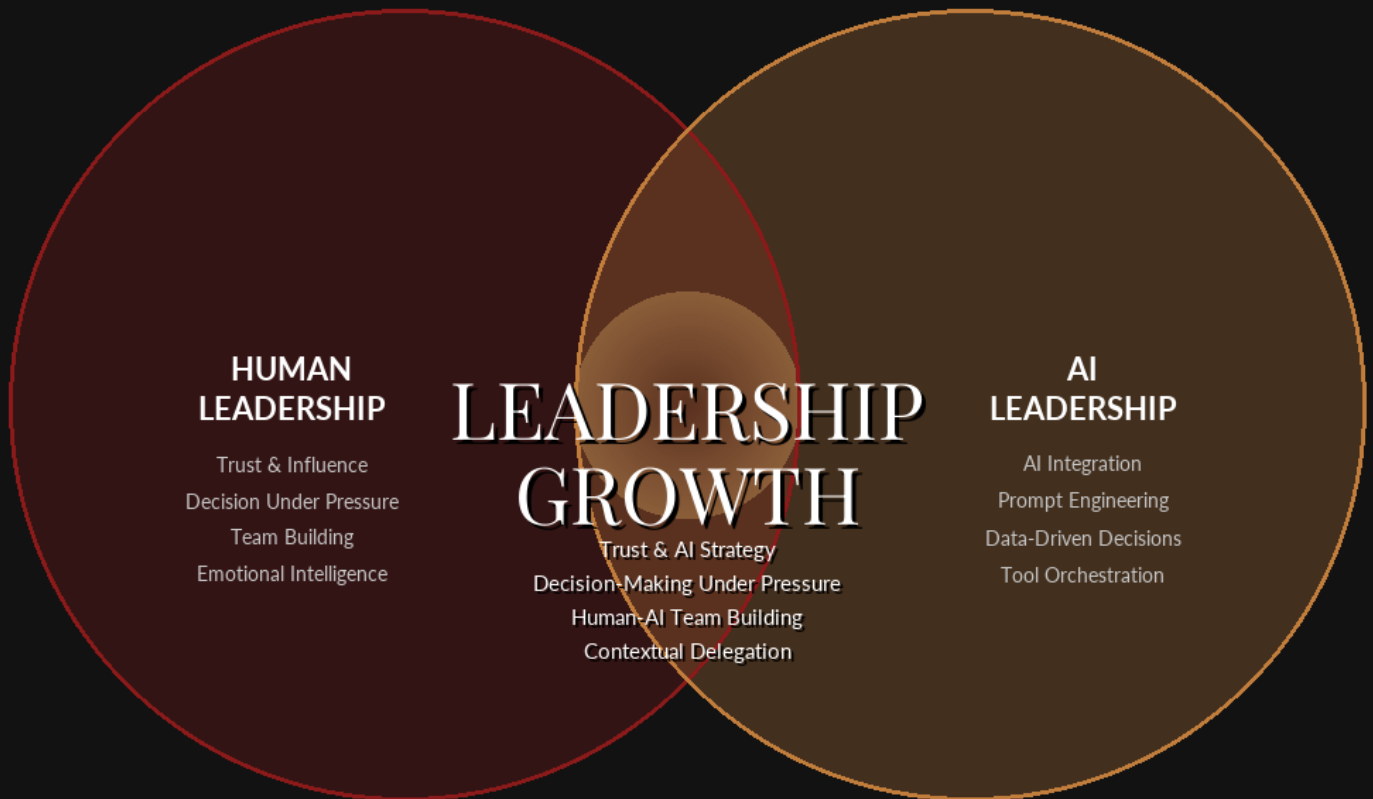 HUMAN
LEADERSHIP
Trust & Influence
Decision Under Pressure
Team Building
Emotional Intelligence
LEADERSHIP
GROWTH
Trust & AI Strategy
Decision-Making Under Pressure
Human-AI Team Building
Contextual Delegation
AI
LEADERSHIP
AI Integration
Prompt Engineering
Data-Driven Decisions
Tool Orchestration